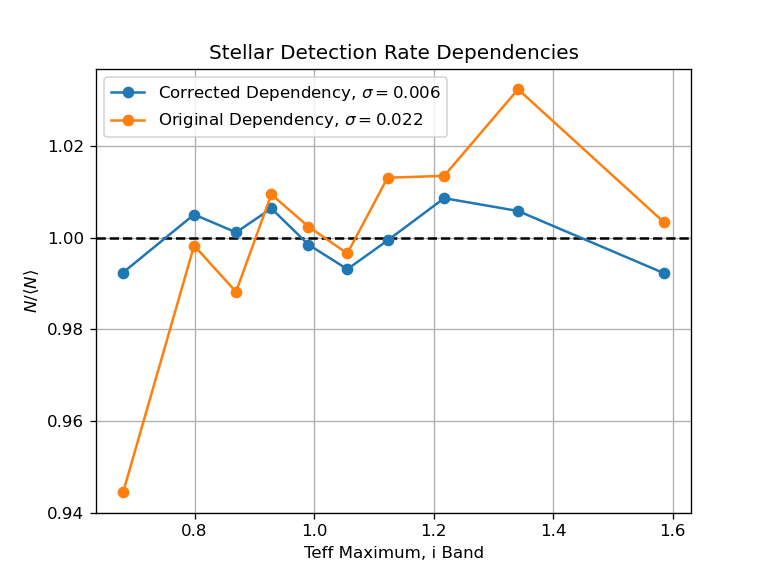 Stellar Detection Rate Dependencies
Corrected Dependency, σ = 0.006
Original Dependency, σ = 0.022
N/⟨N⟩
1.02
1.00
0.98
0.96
0.94
0.8 1.0 1.2 1.4 1.6
Teff Maximum, i Band